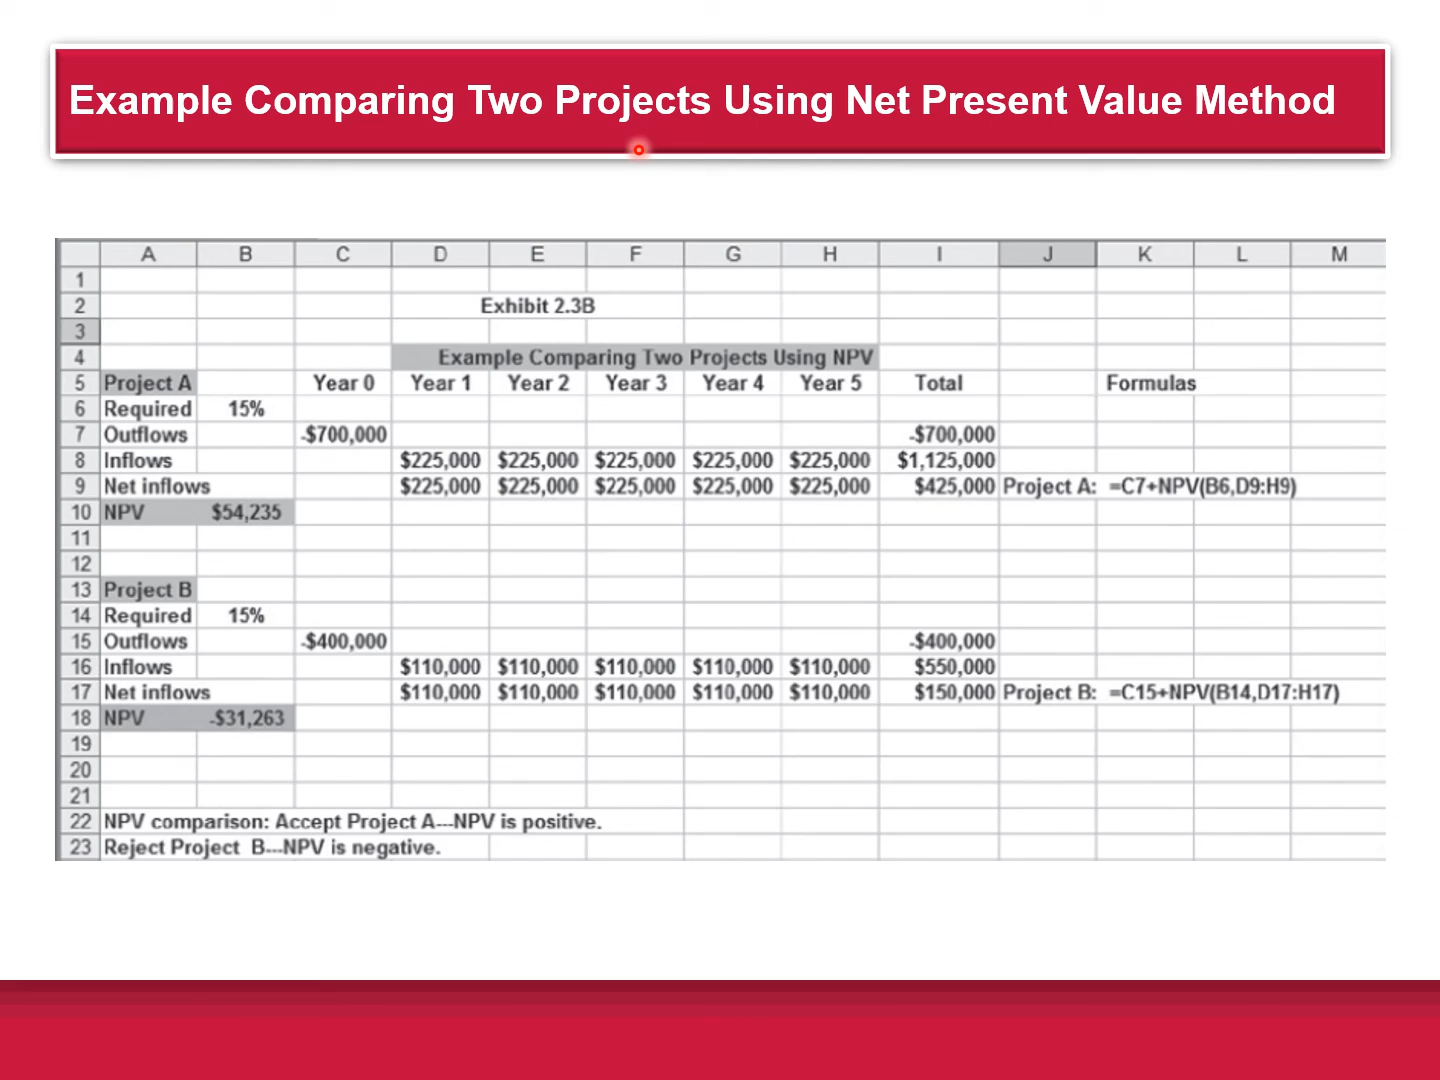 Example Comparing Two Projects Using Net Present Value Method
A B C D E F G H I J K L M
1
2 Exhibit 2.3B
3
4 Example Comparing Two Projects Using NPV
5 Project A Year 0 Year 1 Year 2 Year 3 Year 4 Year 5 Total Formulas
6 Required 15%
7 Outflows -$700,000 -$700,000
8 Inflows $225,000 $225,000 $225,000 $225,000 $225,000 $1,125,000
9 Net inflows $225,000 $225,000 $225,000 $225,000 $225,000 $425,000 Project A: =C7+NPV(B6,D9:H9)
10 NPV $54,235
11
12
13 Project B
14 Required 15%
15 Outflows -$400,000 -$400,000
16 Inflows $110,000 $110,000 $110,000 $110,000 $110,000 $550,000
17 Net inflows $110,000 $110,000 $110,000 $110,000 $110,000 $150,000 Project B: =C15+NPV(B14,D17:H17)
18 NPV -$31,263
19
20
21
22 NPV comparison: Accept Project A---NPV is positive.
23 Reject Project B---NPV is negative.